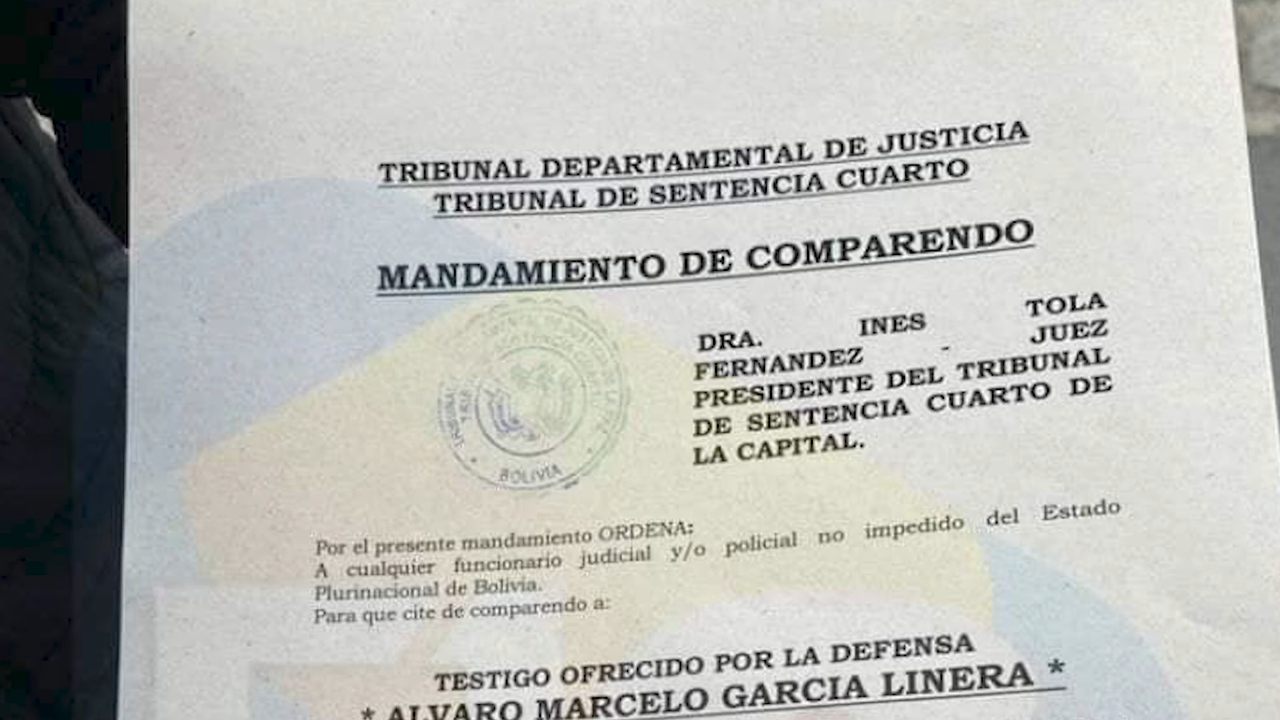 TRIBUNAL DEPARTAMENTAL DE JUSTICIA
TRIBUNAL DE SENTENCIA CUARTO
MANDAMIENTO DE COMPARENDO
DRA. INES TOLA
FERNANDEZ - JUEZ
PRESIDENTE DEL TRIBUNAL
DE SENTENCIA CUARTO DE
LA CAPITAL.
BOLIVIA
Por el presente mandamiento ORDENA:
A cualquier funcionario judicial y/o policial no impedido del Estado
Plurinacional de Bolivia.
Para que cite de comparendo a:
TESTIGO OFRECIDO POR LA DEFENSA
* ALVARO MARCELO GARCIA LINERA *